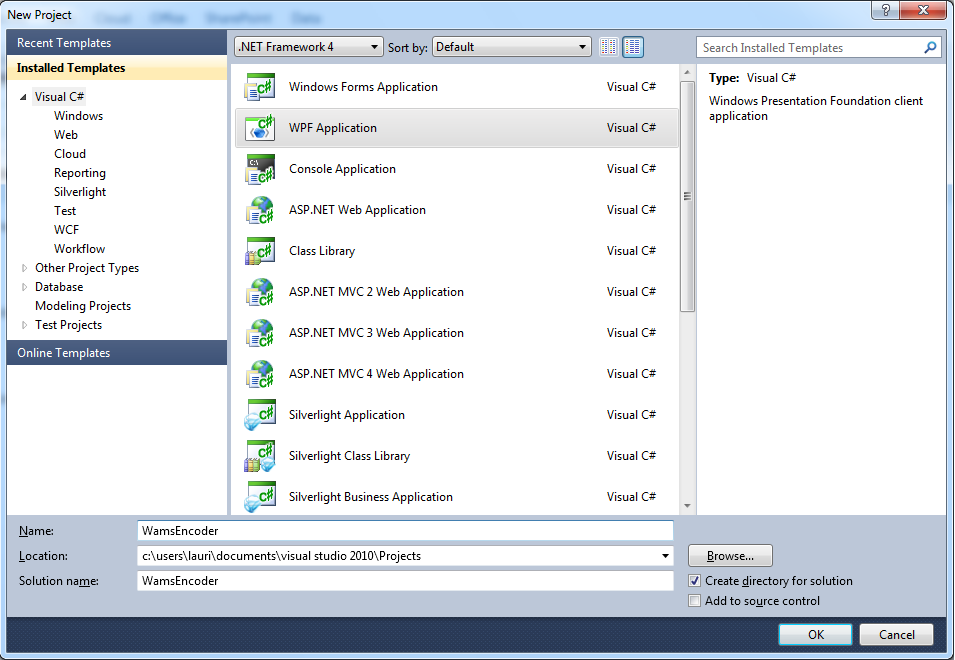 New Project
Cloud Office SharePoint Data
Recent Templates
Installed Templates
Visual C#
Windows
Web
Cloud
Reporting
Silverlight
Test
WCF
Workflow
Other Project Types
Database
Modeling Projects
Test Projects
Online Templates
.NET Framework 4
Sort by:
Default
Search Installed Templates
Windows Forms Application Visual C#
WPF Application Visual C#
Console Application Visual C#
ASP.NET Web Application Visual C#
Class Library Visual C#
ASP.NET MVC 2 Web Application Visual C#
ASP.NET MVC 3 Web Application Visual C#
ASP.NET MVC 4 Web Application Visual C#
Silverlight Application Visual C#
Silverlight Class Library Visual C#
Silverlight Business Application Visual C#
Type: Visual C#
Windows Presentation Foundation client
application
Name: WamsEncoder
Location: c:\users\lauri\documents\visual studio 2010\Projects
Browse...
Solution name: WamsEncoder
Create directory for solution
Add to source control
OK
Cancel